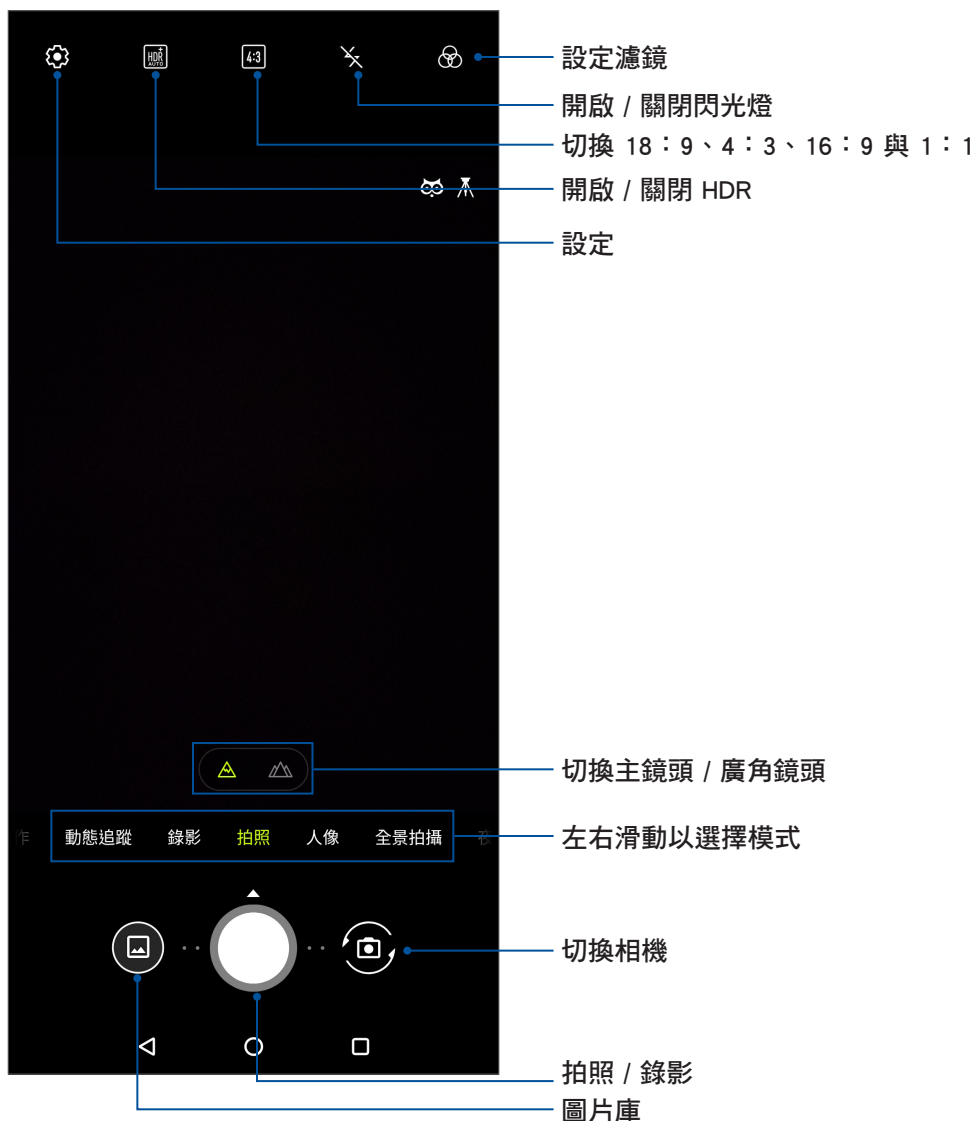 HDR
AUTO
4:3
設定濾鏡
開啟 / 關閉閃光燈
切換 18：9、4：3、16：9 與 1：1
開啟 / 關閉 HDR
設定
切換主鏡頭 / 廣角鏡頭
作 動態追蹤 錄影 拍照 人像 全景拍攝
左右滑動以選擇模式
切換相機
拍照 / 錄影
圖片庫